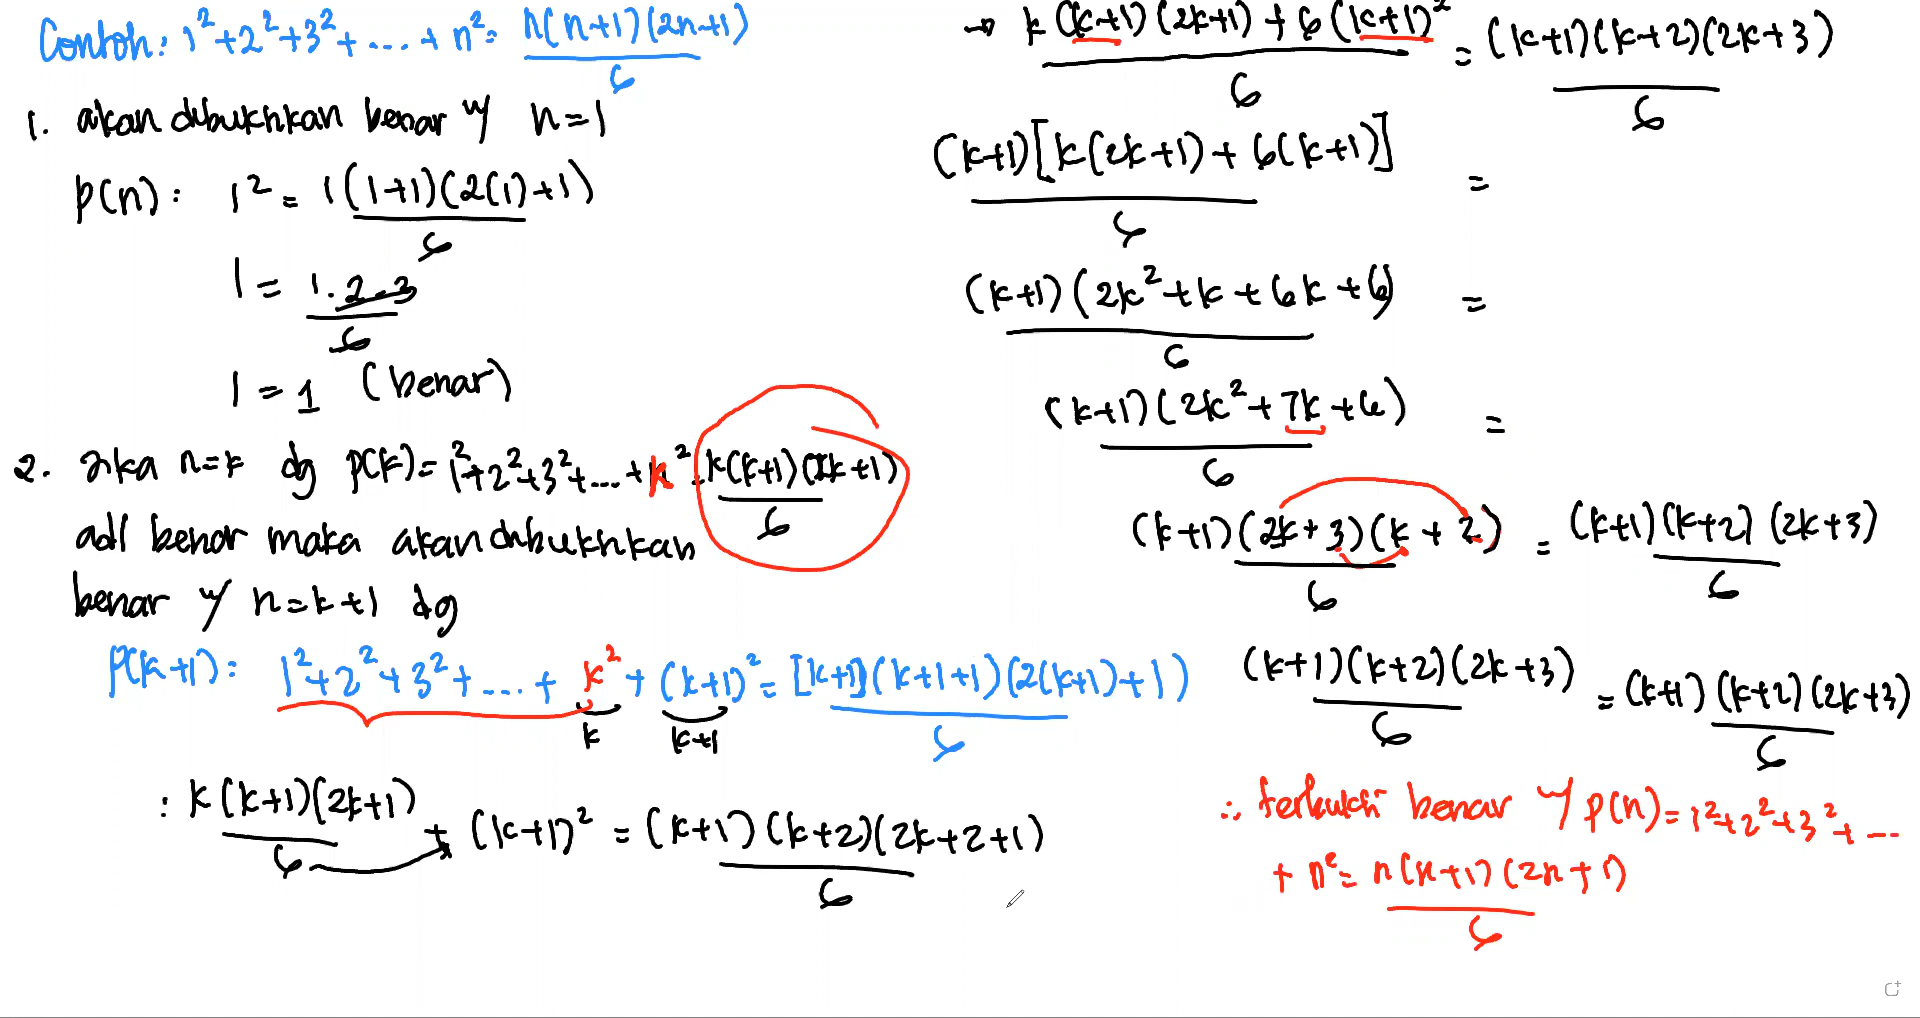 Contoh: 1²+2²+3²+...+n² = n(n+1)(2n+1)/6
1. akan dibuktikan benar u/ n=1
p(n): 1² = 1(1+1)(2(1)+1)/6
1 = 1.2.3/6
1 = 1 (benar)
2. Jika n=k dg p(k)=1²+2²+3²+...+k² = k(k+1)(2k+1)/6
adl benar maka akan dibuktikan
benar u/ n=k+1 dg
P(k+1): 1²+2²+3²+...+k²+(k+1)² = [k+1](k+1+1)(2(k+1)+1)/6
k k+1
: k(k+1)(2k+1)/6 + (k+1)² = (k+1)(k+2)(2k+2+1)/6
→ k(k+1)(2k+1)+6(k+1)²/6 = (k+1)(k+2)(2k+3)/6
(k+1)[k(2k+1)+6(k+1)]/6 =
(k+1)(2k²+k+6k+6)/6 =
(k+1)(2k²+7k+6)/6 =
(k+1)(2k+3)(k+2)/6 = (k+1)(k+2)(2k+3)/6
(k+1)(k+2)(2k+3)/6 = (k+1)(k+2)(2k+3)/6
∴ terbukti benar u/ p(n)=1²+2²+3²+...
+ n² = n(n+1)(2n+1)/6